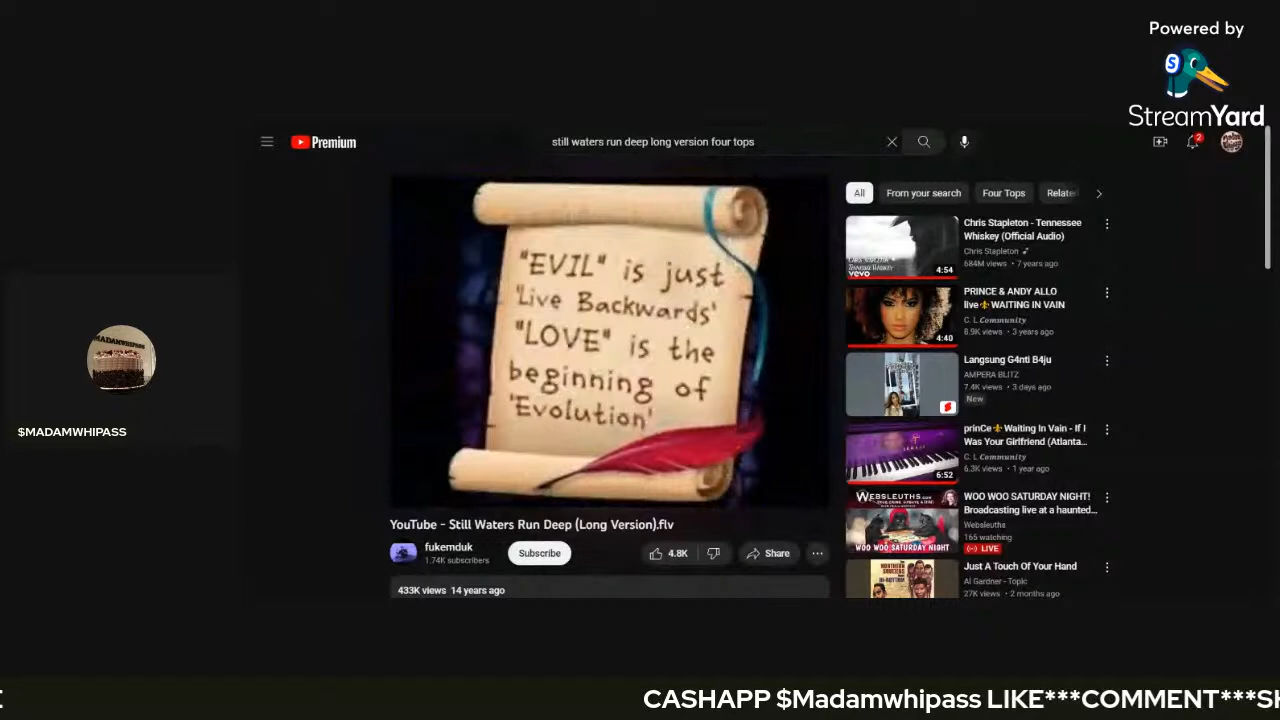 Powered by
StreamYard
Premium
still waters run deep long version four tops
2
"EVIL" is just
'Live Backwards'
"LOVE" is the
beginning of
'Evolution'
All
From your search
Four Tops
Related
Chris Stapleton - Tennessee
Whiskey (Official Audio)
Chris Stapleton
684M views • 7 years ago
vevo
4:54
PRINCE & ANDY ALLO
live⚜️WAITING IN VAIN
C. L Community
8.9K views • 3 years ago
4:40
Langsung G4nti B4ju
AMPERA BLITZ
7.4K views • 3 days ago
New
prinCe⚜️Waiting In Vain - If I
Was Your Girlfriend (Atlanta...
C. L Community
6.3K views • 1 year ago
6:52
WEBSLEUTHS.COM
WOO WOO SATURDAY NIGHT
WOO WOO SATURDAY NIGHT!
Broadcasting live at a haunted...
Websleuths
165 watching
LIVE
Just A Touch Of Your Hand
Al Gardner - Topic
27K views • 2 months ago
MADAMWHIPASS
$MADAMWHIPASS
YouTube - Still Waters Run Deep (Long Version).flv
fukemduk
1.74K subscribers
Subscribe
4.8K
Share
433K views 14 years ago
CASHAPP $Madamwhipass LIKE***COMMENT***SH